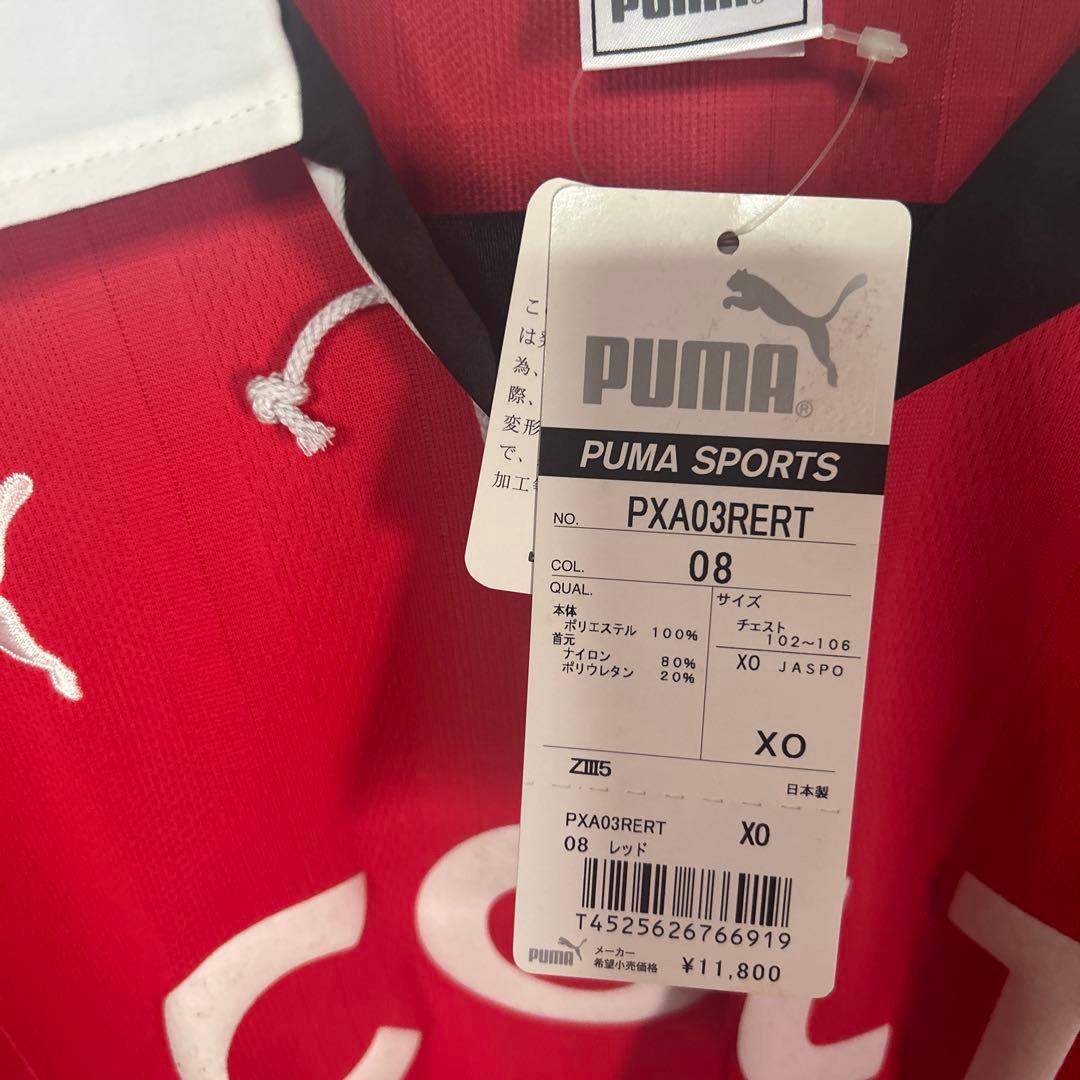 PUMA
こ
は
為、
際、
変形
で、
加工
PUMA®
PUMA SPORTS
NO. PXA03RERT
COL. 08
QUAL.
本体
ポリエステル 100%
首元
ナイロン 80%
ポリウレタン 20%
サイズ
チェスト
102～106
XO JASPO
XO
ZⅢ5
日本製
PXA03RERT XO
08 レッド
T4525626766919
PUMA メーカー
希望小売価格 ¥11,800